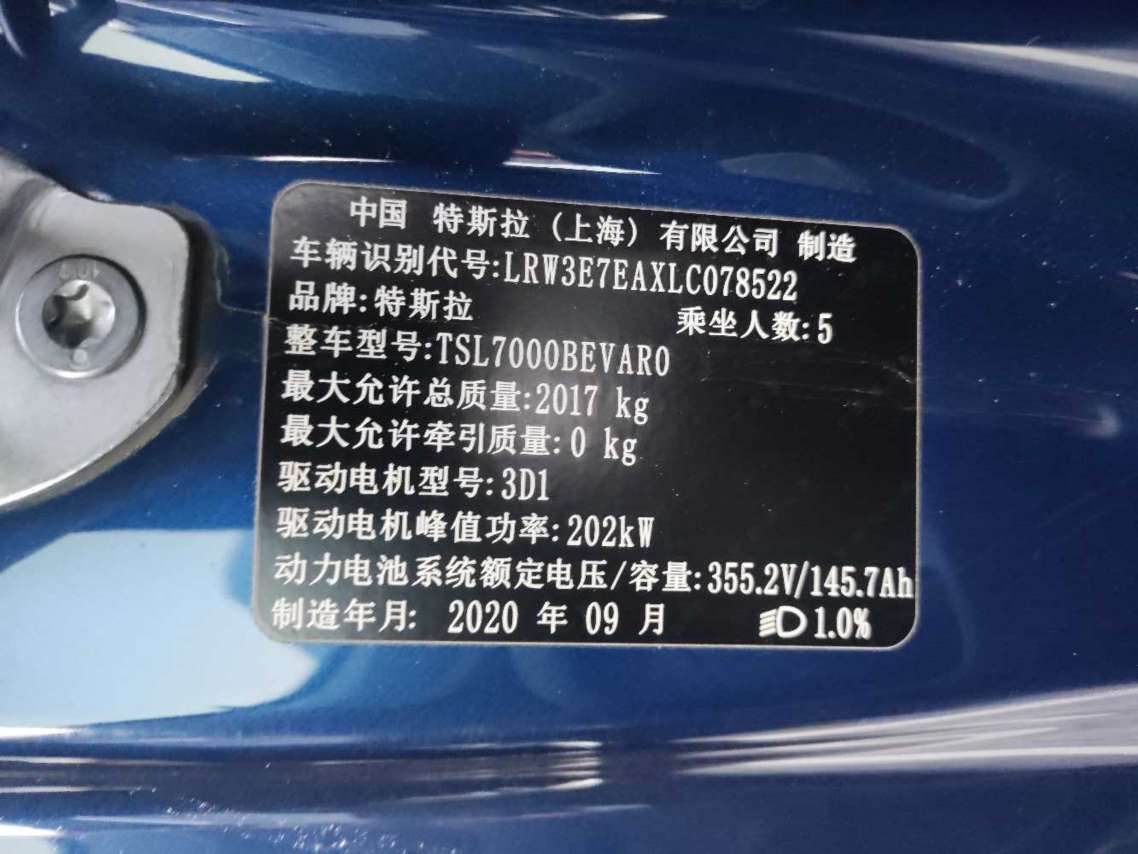 中国 特斯拉 (上海) 有限公司 制造
车辆识别代号:LRW3E7EAXLC078522
品牌:特斯拉 乘坐人数:5
整车型号:TSL7000BEVAR0
最大允许总质量:2017 kg
最大允许牵引质量:0 kg
驱动电机型号:3D1
驱动电机峰值功率:202kW
动力电池系统额定电压/容量:355.2V/145.7Ah
制造年月: 2020 年 09 月 1.0%